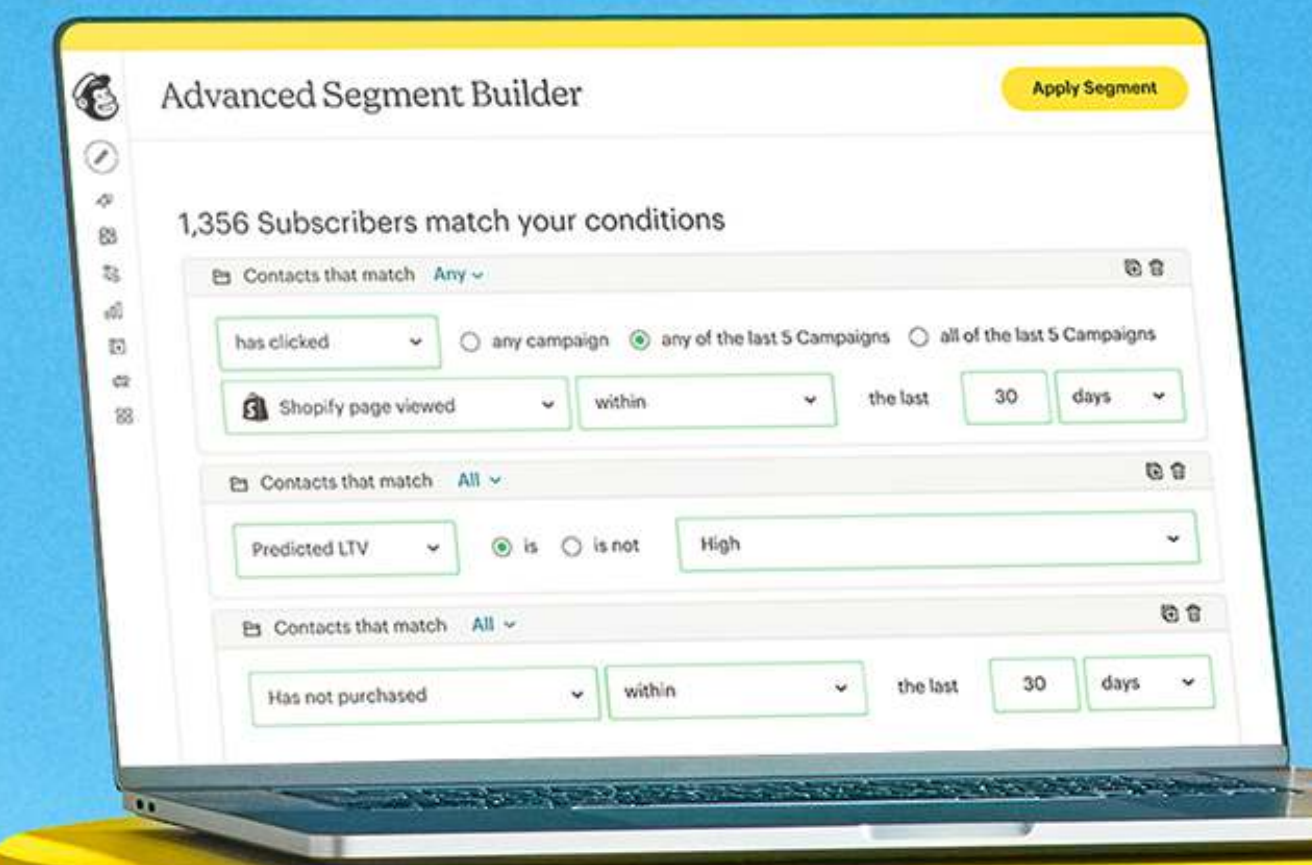 Advanced Segment Builder
Apply Segment
1,356 Subscribers match your conditions
Contacts that match Any
has clicked any campaign any of the last 5 Campaigns all of the last 5 Campaigns
Shopify page viewed within the last 30 days
Contacts that match All
Predicted LTV is is not High
Contacts that match All
Has not purchased within the last 30 days